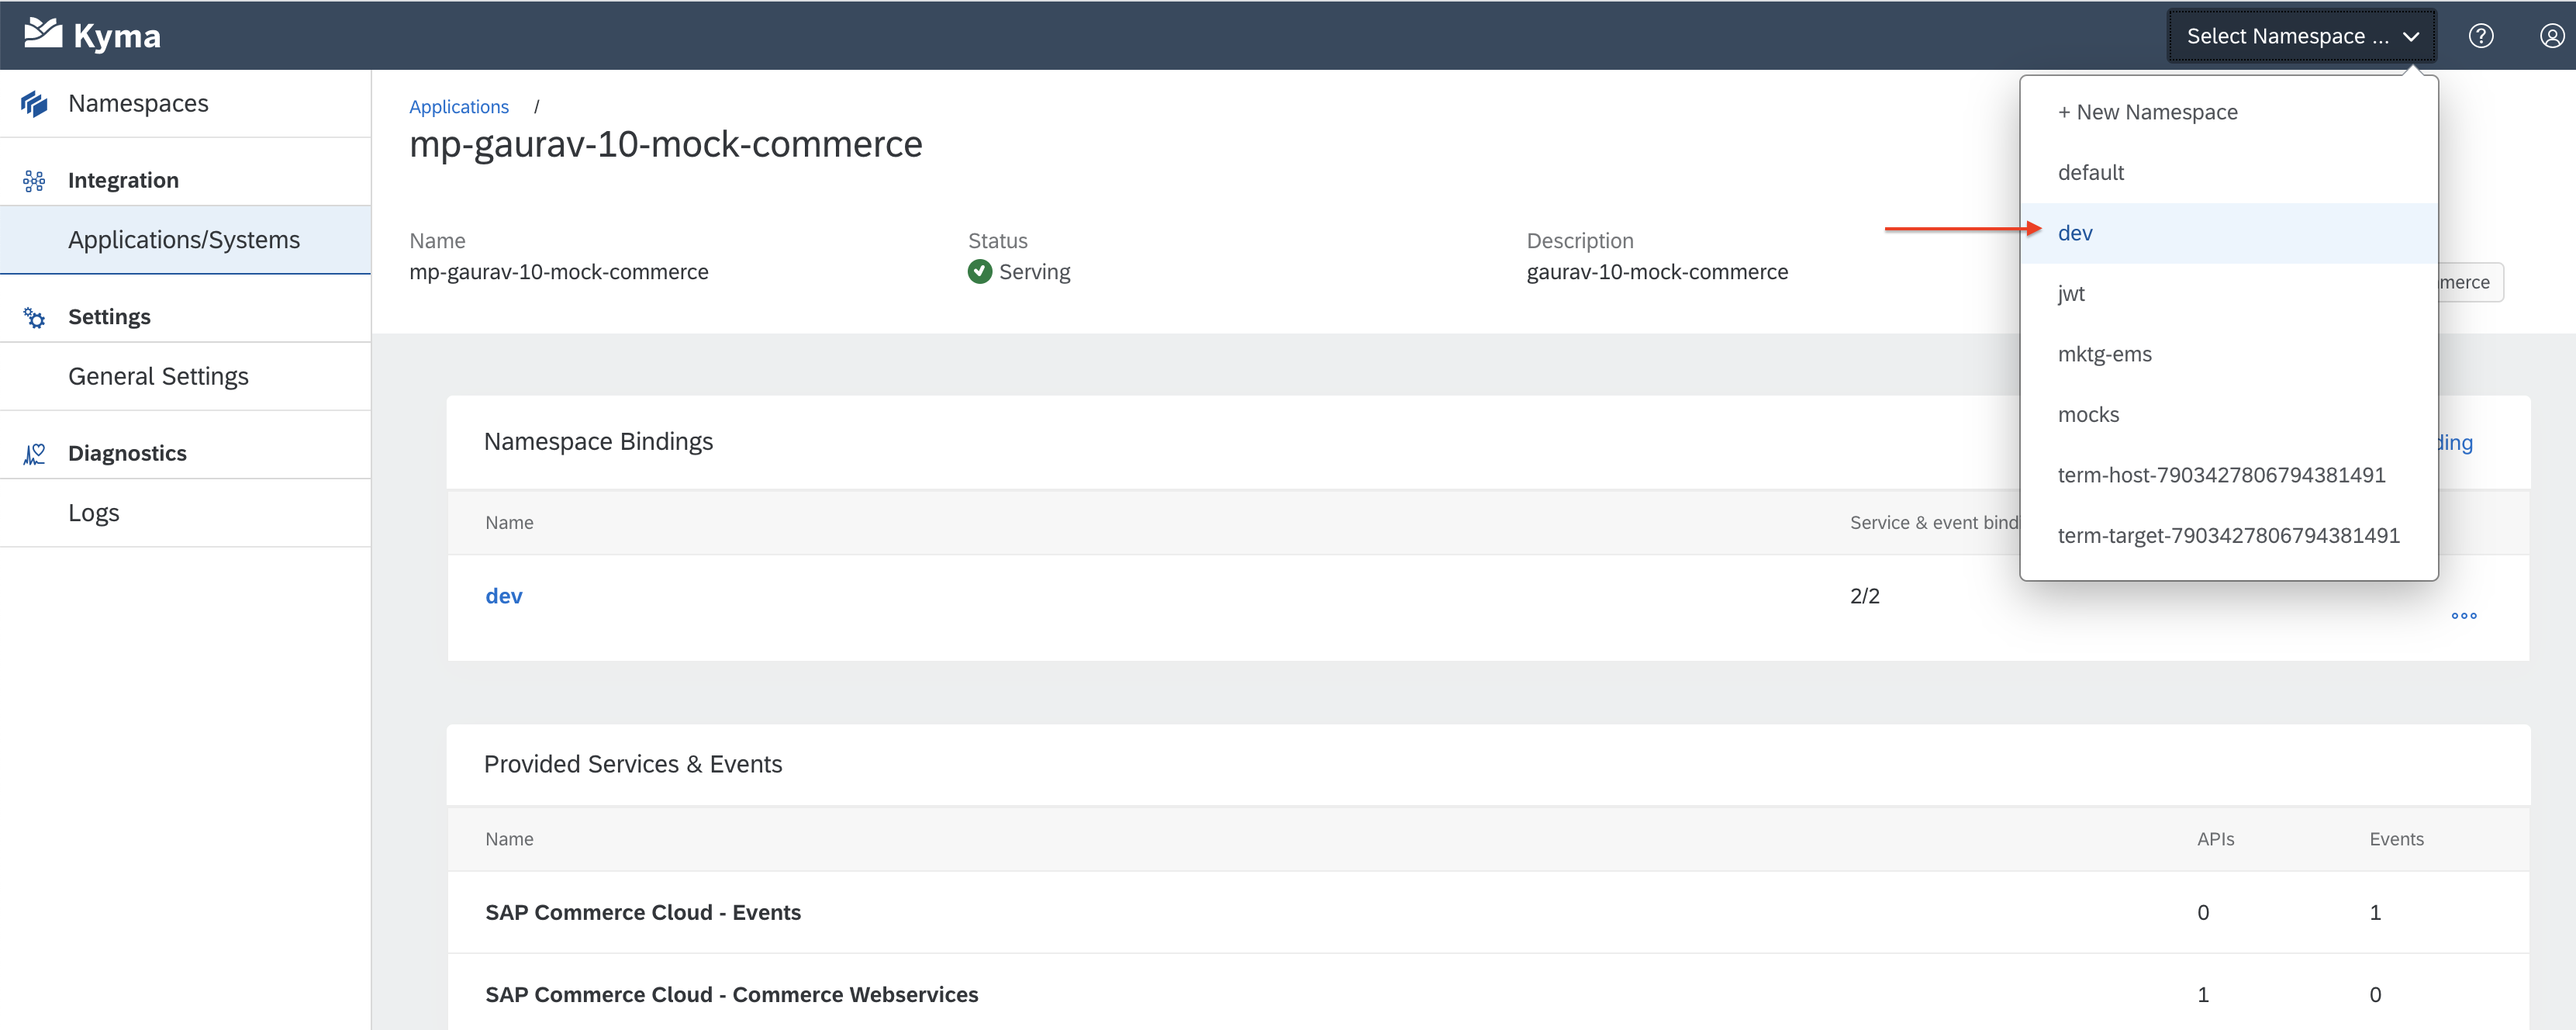 Kyma
Select Namespace ...
Namespaces
Integration
Applications/Systems
Settings
General Settings
Diagnostics
Logs
Applications /
mp-gaurav-10-mock-commerce
Name
mp-gaurav-10-mock-commerce
Status
Serving
Description
gaurav-10-mock-commerce
merce
+ New Namespace
default
dev
jwt
mktg-ems
mocks
term-host-7903427806794381491
term-target-7903427806794381491
Namespace Bindings
ding
Name
Service & event bind
dev
2/2
Provided Services & Events
Name APIs Events
SAP Commerce Cloud - Events 0 1
SAP Commerce Cloud - Commerce Webservices 1 0